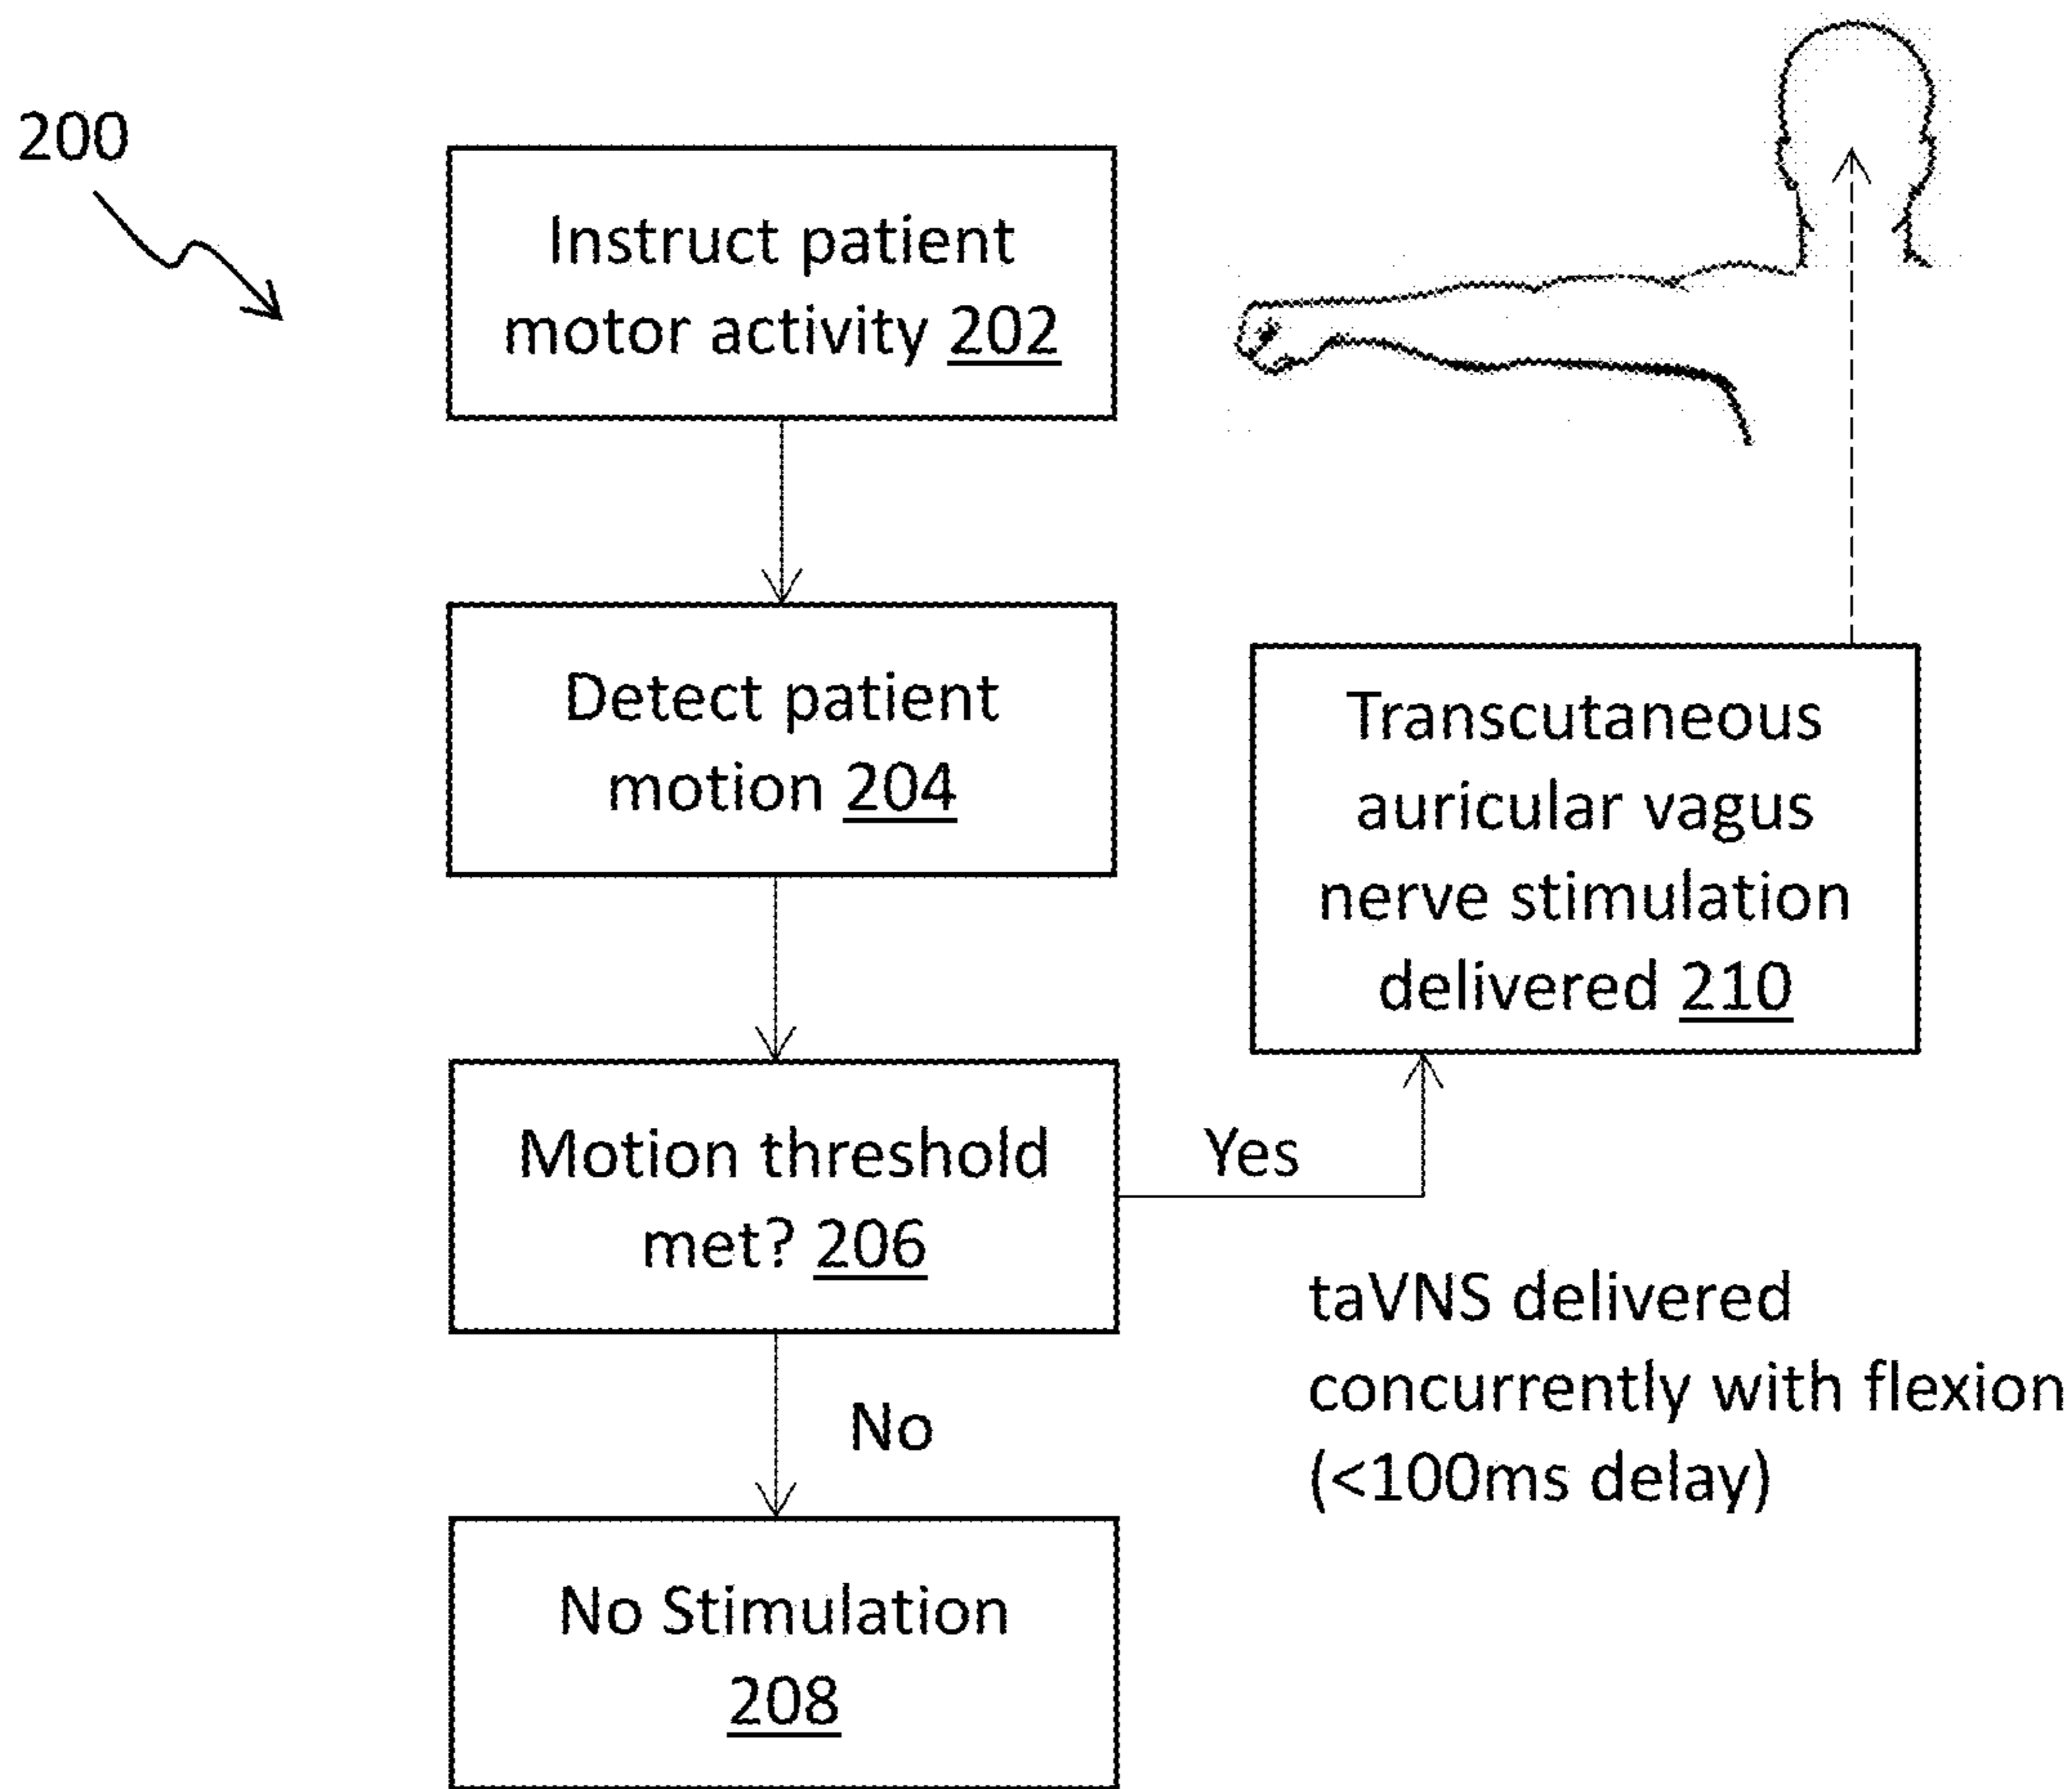 200
Instruct patient
motor activity 202
Detect patient
motion 204
Motion threshold
met? 206
Yes
No
No Stimulation
208
Transcutaneous
auricular vagus
nerve stimulation
delivered 210
taVNS delivered
concurrently with flexion
(<100ms delay)